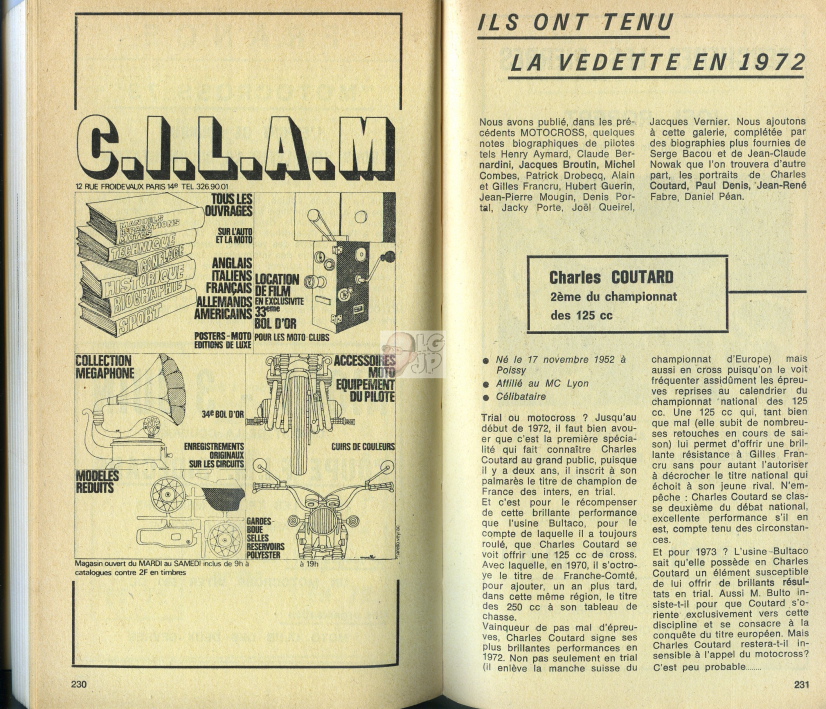 C.I.L.A.M
12 RUE FROIDEVAUX PARIS 14e TEL 326.90.01
TOUS LES
OUVRAGES
SUR L'AUTO
ET LA MOTO
TECHNIQUE
HISTORIQUE
BIOGRAPHIE
SPORT
ANGLAIS
ITALIENS
FRANÇAIS
ALLEMANDS
AMERICAINS
POSTERS-MOTO
EDITIONS DE LUXE
LOCATION
DE FILM
EN EXCLUSIVITE
33eme
BOL D'OR
POUR LES MOTO-CLUBS
COLLECTION
MEGAPHONE
34e BOL D'OR
ENREGISTREMENTS
ORIGINAUX
SUR LES CIRCUITS
ACCESSOIRES
MOTO
EQUIPEMENT
DU PILOTE
CUIRS DE COULEURS
MODELES
REDUITS
GARDES-
BOUE
SELLES
RESERVOIRS
POLYESTER
Magasin ouvert du MARDI au SAMEDI inclus de 9h à à 19h
catalogues contre 2F en timbres
230
LG
JP
ILS ONT TENU
LA VEDETTE EN 1972
Nous avons publié, dans les pré-
cédents MOTOCROSS, quelques
notes biographiques de pilotes
tels Henry Aymard, Claude Ber-
nardini, Jacques Broutin, Michel
Combes, Patrick Drobecq, Alain
et Gilles Francru, Hubert Guerin,
Jean-Pierre Mougin, Denis Por-
tal, Jacky Porte, Joël Queirel,
Jacques Vernier. Nous ajoutons
à cette galerie, complétée par
des biographies plus fournies de
Serge Bacou et de Jean-Claude
Nowak que l'on trouvera d'autre
part, les portraits de Charles
Coutard, Paul Denis, Jean-René
Fabre, Daniel Péan.
Charles COUTARD
2ème du championnat
des 125 cc
● Né le 17 novembre 1952 à
Poissy
● Affilié au MC Lyon
● Célibataire
Trial ou motocross ? Jusqu'au
début de 1972, il faut bien avou-
er que c'est la première spécia-
lité qui fait connaître Charles
Coutard au grand public, puisque
il y a deux ans, il inscrit à son
palmarès le titre de champion de
France des inters, en trial.
Et c'est pour le récompenser
de cette brillante performance
que l'usine Bultaco, pour le
compte de laquelle il a toujours
roulé, que Charles Coutard se
voit offrir une 125 cc de cross.
Avec laquelle, en 1970, il s'octro-
ye le titre de Franche-Comté,
pour ajouter, un an plus tard,
dans cette même région, le titre
des 250 cc à son tableau de
chasse.
Vainqueur de pas mal d'épreu-
ves, Charles Coutard signe ses
plus brillantes performances en
1972. Non pas seulement en trial
(il enlève la manche suisse du
championnat d'Europe) mais
aussi en cross puisqu'on le voit
fréquenter assidûment les épreu-
ves reprises au calendrier du
championnat national des 125
cc. Une 125 cc qui, tant bien
que mal (elle subit de nombreu-
ses retouches en cours de sai-
son) lui permet d'offrir une bril-
lante résistance à Gilles Fran-
cru sans pour autant l'autoriser
à décrocher le titre national qui
échoit à son jeune rival. N'em-
pêche : Charles Coutard se clas-
se deuxième du débat national,
excellente performance s'il en
est, compte tenu des circonstan-
ces.
Et pour 1973 ? L'usine Bultaco
sait qu'elle possède en Charles
Coutard un élément susceptible
de lui offrir de brillants résul-
tats en trial. Aussi M. Bulto in-
siste-t-il pour que Coutard s'o-
riente exclusivement vers cette
discipline et se consacre à la
conquête du titre européen. Mais
Charles Coutard restera-t-il in-
sensible à l'appel du motocross?
C'est peu probable.......
231